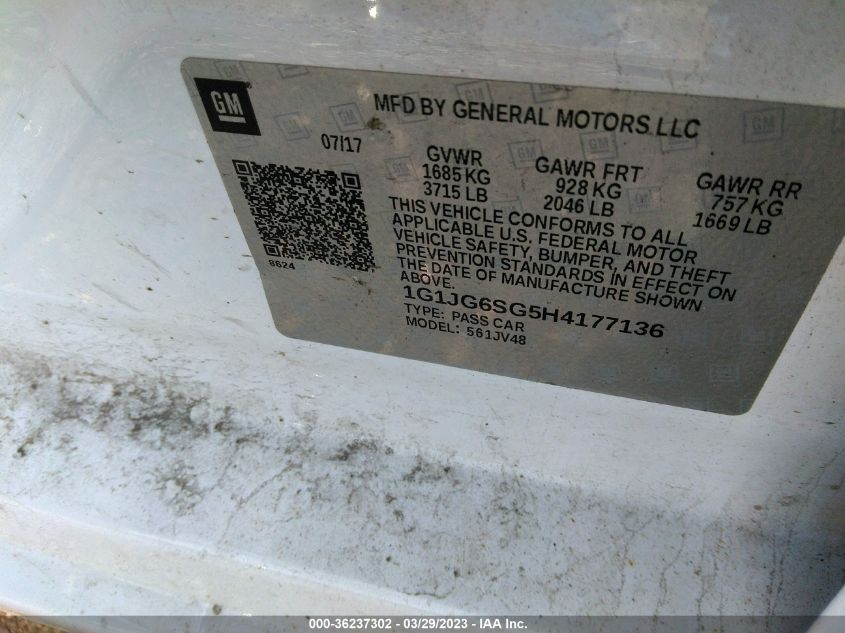 GM
MFD BY GENERAL MOTORS LLC
07/17
GVWR GAWR FRT GAWR RR
1685 KG 928 KG 757 KG
3715 LB 2046 LB 1669 LB
THIS VEHICLE CONFORMS TO ALL
APPLICABLE U.S. FEDERAL MOTOR
VEHICLE SAFETY, BUMPER, AND THEFT
PREVENTION STANDARDS IN EFFECT ON
THE DATE OF MANUFACTURE SHOWN
ABOVE.
8624
1G1JG6SG5H4177136
TYPE: PASS CAR
MODEL: 561JV48
000-36237302 - 03/29/2023 - IAA Inc.